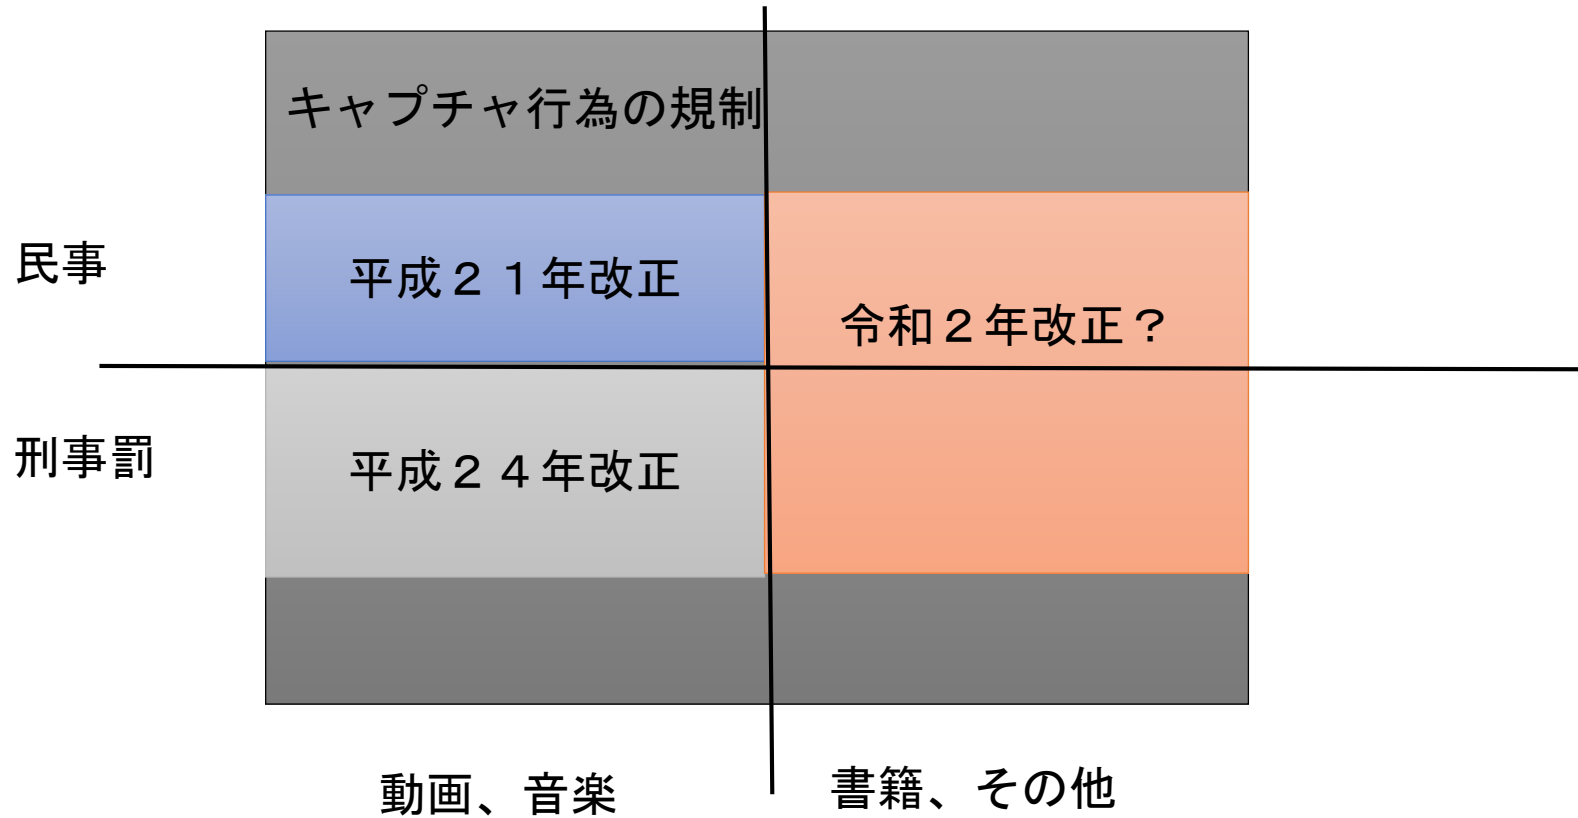 キャプチャ行為の規制
民事
平成２１年改正
令和２年改正？
刑事罰
平成２４年改正
動画、音楽
書籍、その他